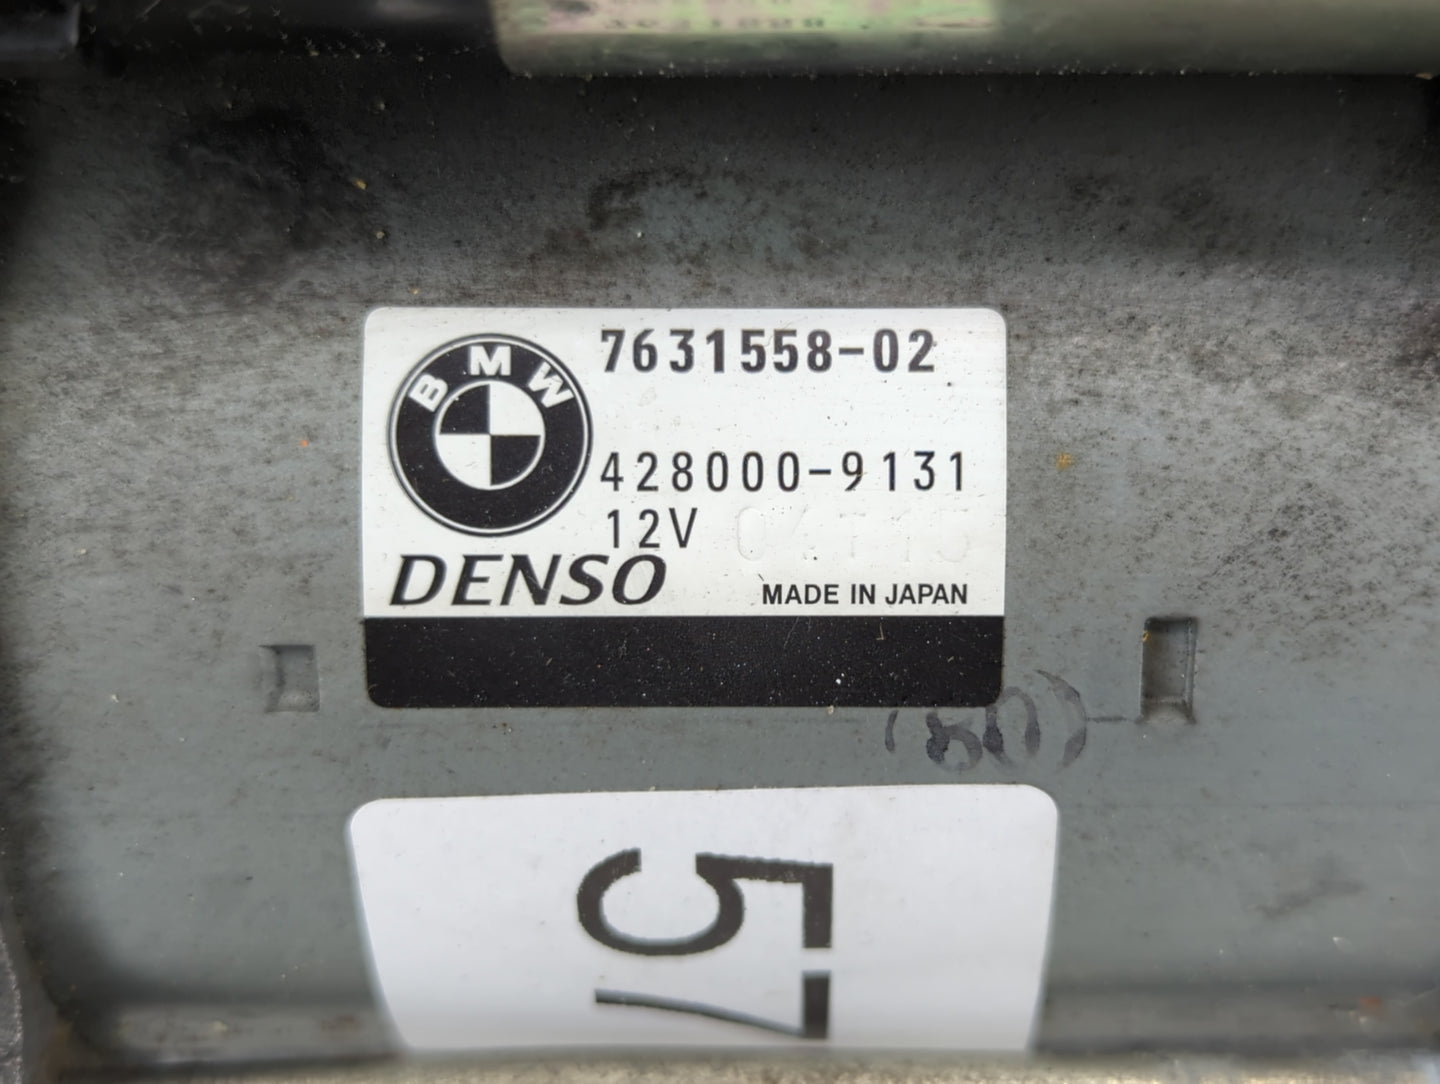 BMW
7631558-02
428000-9131
12V
DENSO
MADE IN JAPAN
(80)
57